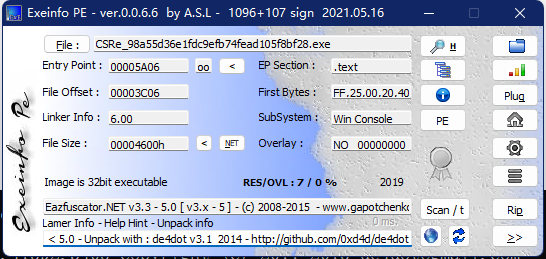 Exeinfo PE - ver.0.0.6.6 by A.S.L - 1096+107 sign 2021.05.16
File : CSRe_98a55d36e1fdc9efb74fead105f8bf28.exe H
Entry Point : 00005A06 oo < EP Section : .text
File Offset : 00003C06 First Bytes : FF.25.00.20.40 Plug
Linker Info : 6.00 SubSystem : Win Console PE
File Size : 00004600h < NET Overlay : NO 00000000
Image is 32bit executable RES/OVL : 7 / 0 % 2019
Eazfuscator.NET v3.3 - 5.0 [ v3.x - 5 ] - (c) 2008-2015 - www.gapotchenko Scan / t Rip
Lamer Info - Help Hint - Unpack info 0 ms.
< 5.0 - Unpack with : de4dot v3.1 2014 - http://github.com/0xd4d/de4dot >>
Exeinfo Pe